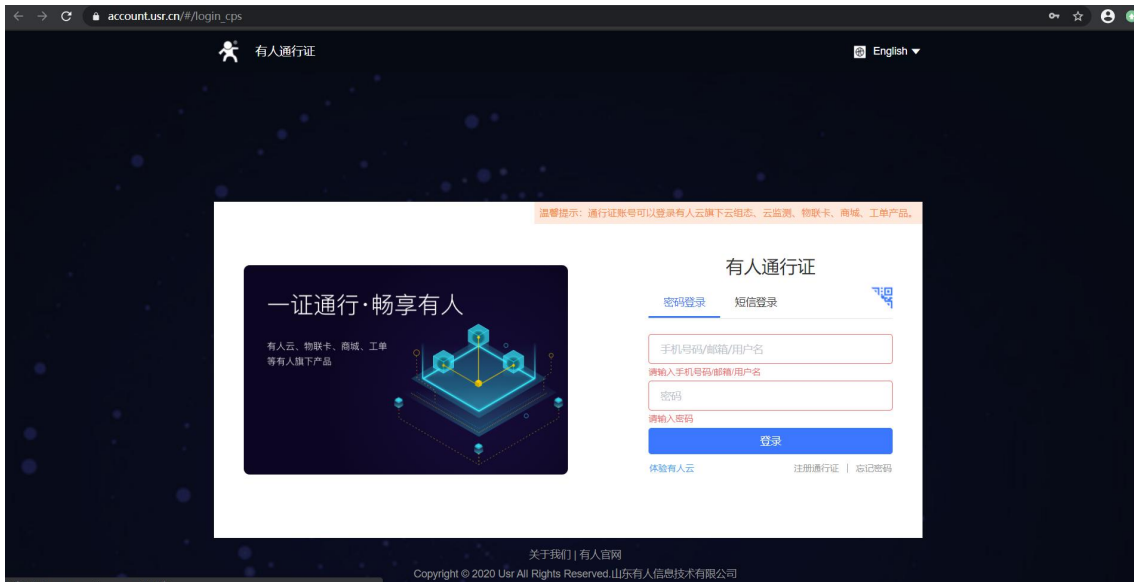 account.usr.cn/#/login_cps
有人通行证
English
温馨提示：通行证账号可以登录有人云旗下云组态、云监测、物联卡、商城、工单产品。
一证通行·畅享有人
有人云、物联卡、商城、工单
等有人旗下产品
有人通行证
密码登录 短信登录
手机号码/邮箱/用户名
请输入手机号码/邮箱/用户名
密码
请输入密码
登录
体验有人云 注册通行证 | 忘记密码
关于我们 | 有人官网
Copyright © 2020 Usr All Rights Reserved.山东有人信息技术有限公司